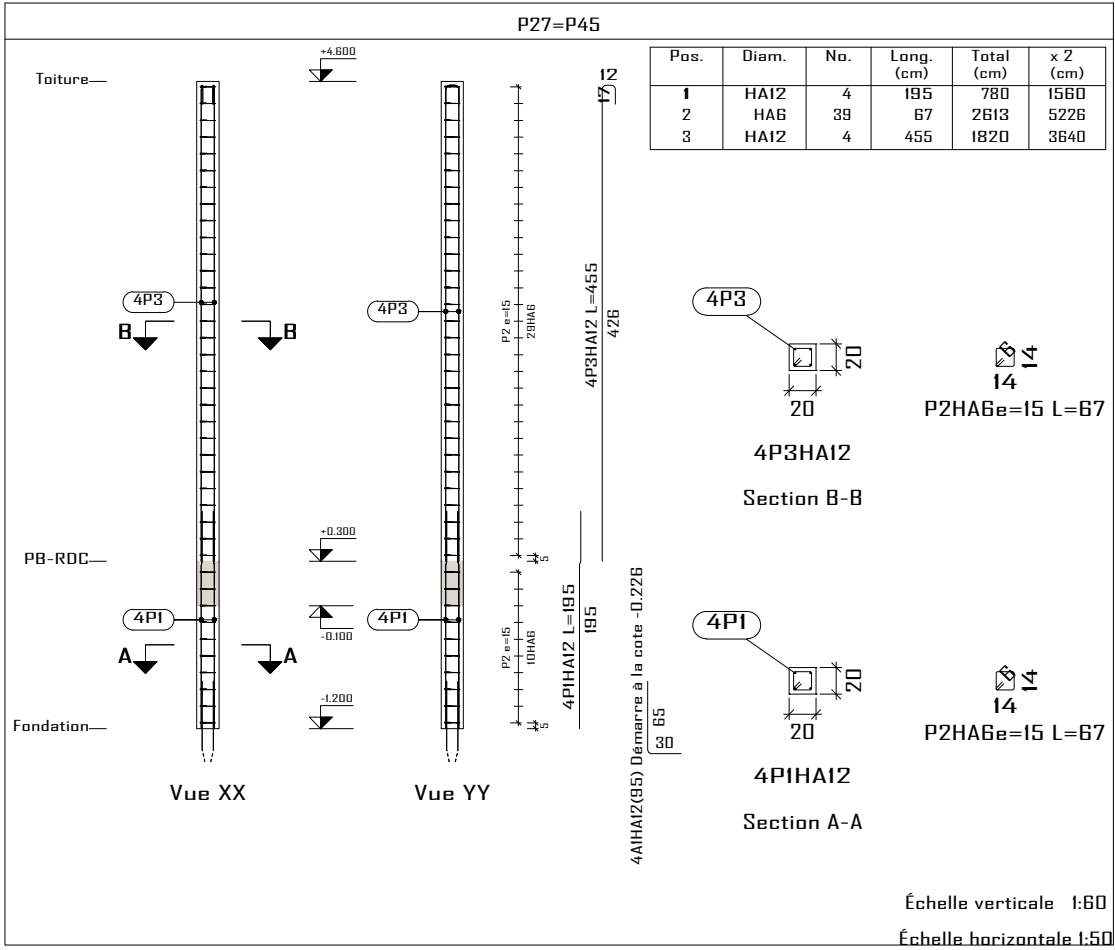 P27=P45
Pos. Diam. No. Long. (cm) Total (cm) x 2 (cm)
1 HA12 4 195 780 1560
2 HA6 39 67 2613 5226
3 HA12 4 455 1820 3640
Toiture
+4.600
12
17
4P3
4P3
B B
P2 e=15
29HA6
4P3HA12 L=455
426
4P3
20
20
4P3HA12
Section B-B
6
14
14
P2HA6e=15 L=67
PB-RDC
+0.300
5
4P1
4P1
-0.100
A A
P2 e=15
10HA6
4P1HA12 L=195
195
Fondation
-1.200
5
4A1HA12(95) Démarre à la cote -0.226
65
30
4P1
20
20
4P1HA12
Section A-A
6
14
14
P2HA6e=15 L=67
Vue XX
Vue YY
Échelle verticale 1:60
Échelle horizontale 1:50